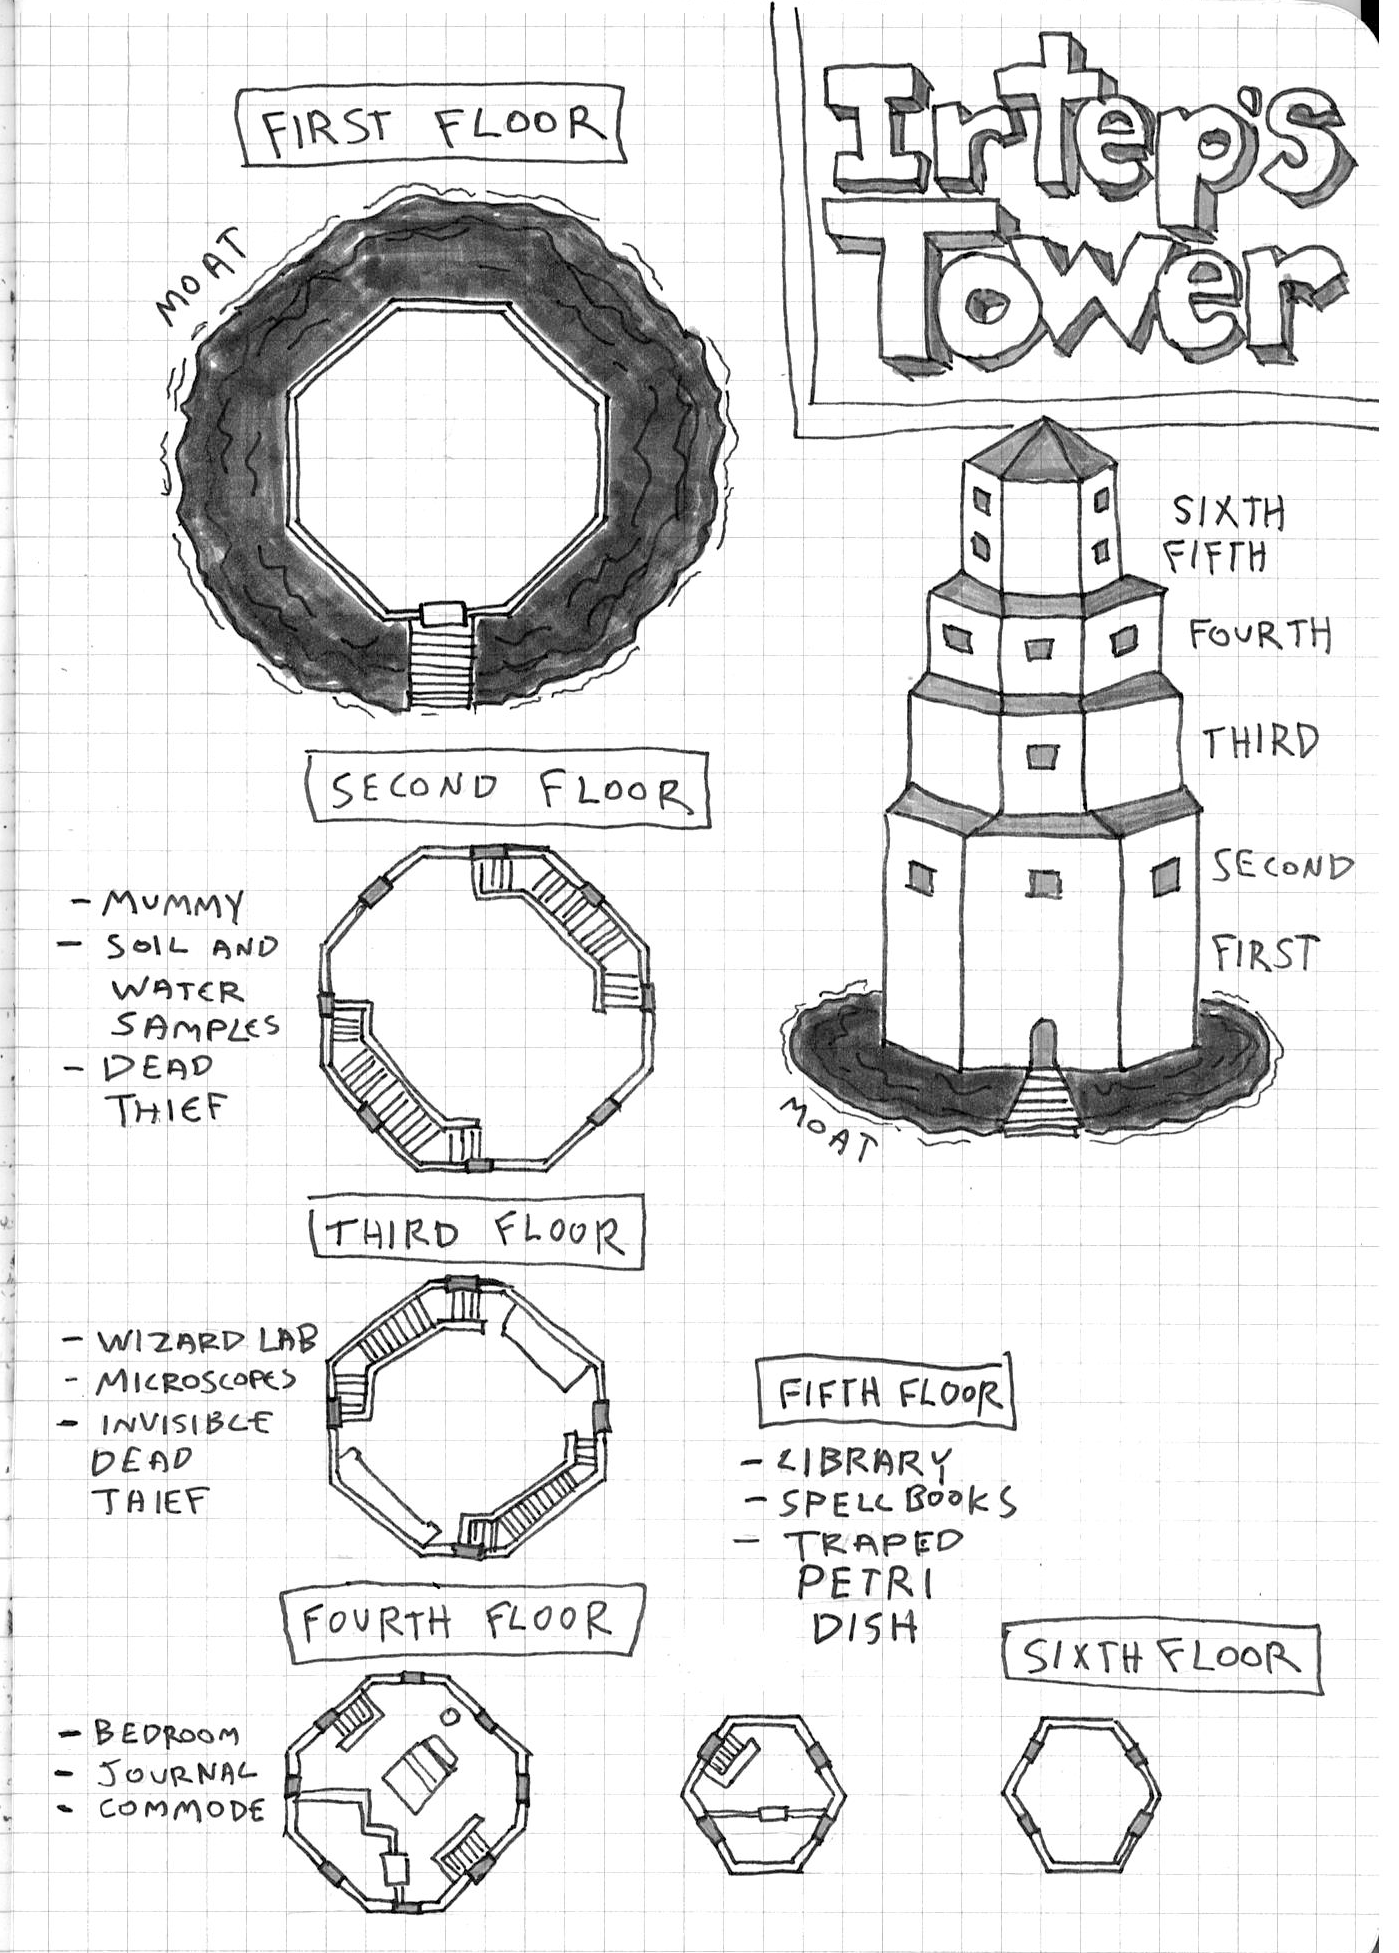 Irtep's
Tower
FIRST FLOOR
MOAT
SIXTH
FIFTH
FOURTH
THIRD
SECOND
FIRST
MOAT
SECOND FLOOR
- MUMMY
- SOIL AND
WATER
SAMPLES
- DEAD
THIEF
THIRD FLOOR
- WIZARD LAB
- MICROSCOPES
- INVISIBLE
DEAD
THIEF
FOURTH FLOOR
- BEDROOM
- JOURNAL
- COMMODE
FIFTH FLOOR
- LIBRARY
- SPELL BOOKS
- TRAPED
PETRI
DISH
SIXTH FLOOR